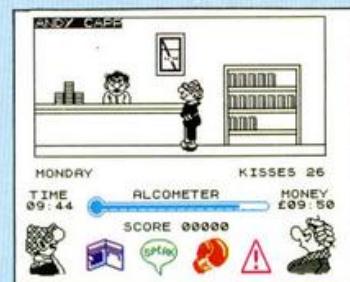 ANDY CAPP
MONDAY KISSES 26
TIME ALCOMETER MONEY
09:44 £09:50
SCORE 00000
SPEAK